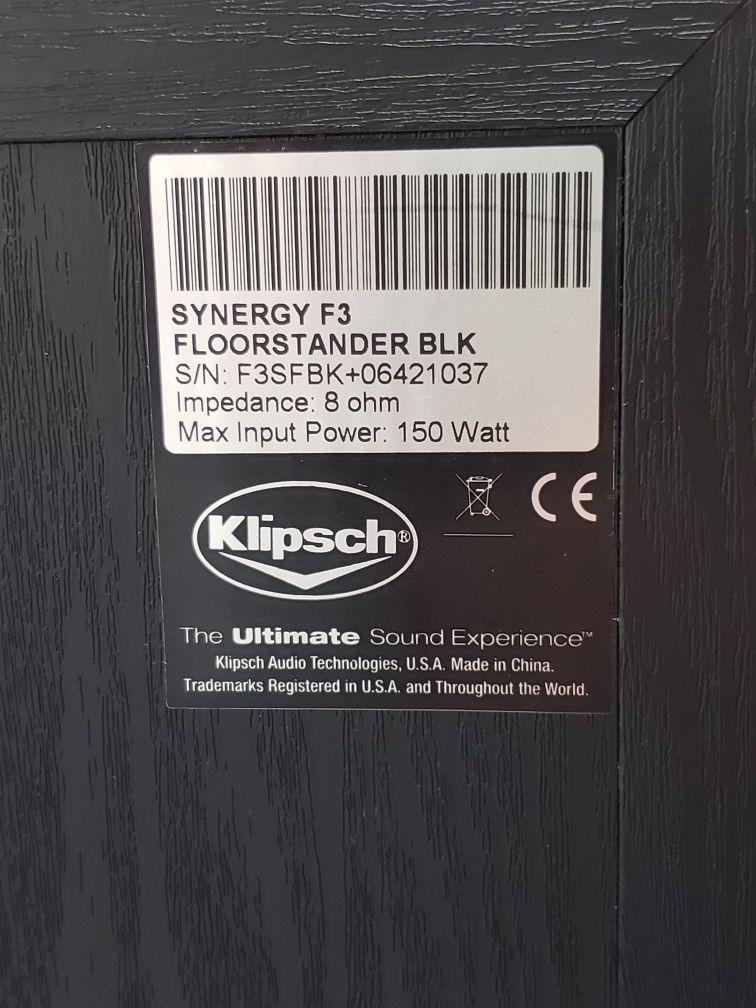 SYNERGY F3
FLOORSTANDER BLK
S/N: F3SFBK+06421037
Impedance: 8 ohm
Max Input Power: 150 Watt
Klipsch®
CE
The Ultimate Sound Experience™
Klipsch Audio Technologies, U.S.A. Made in China.
Trademarks Registered in U.S.A. and Throughout the World.